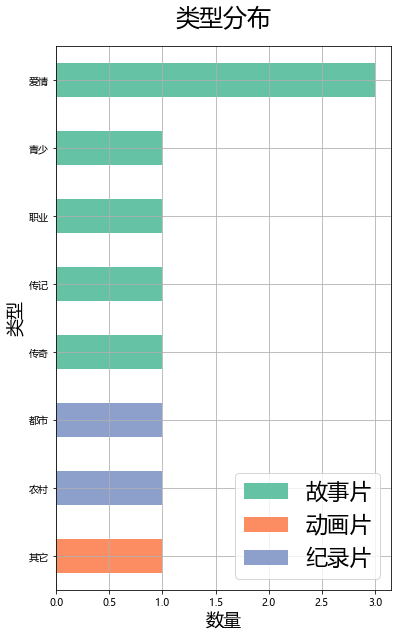 类型分布
爱情
青少
职业
传记
传奇
都市
农村
其它
类型
故事片
动画片
纪录片
0.0 0.5 1.0 1.5 2.0 2.5 3.0
数量